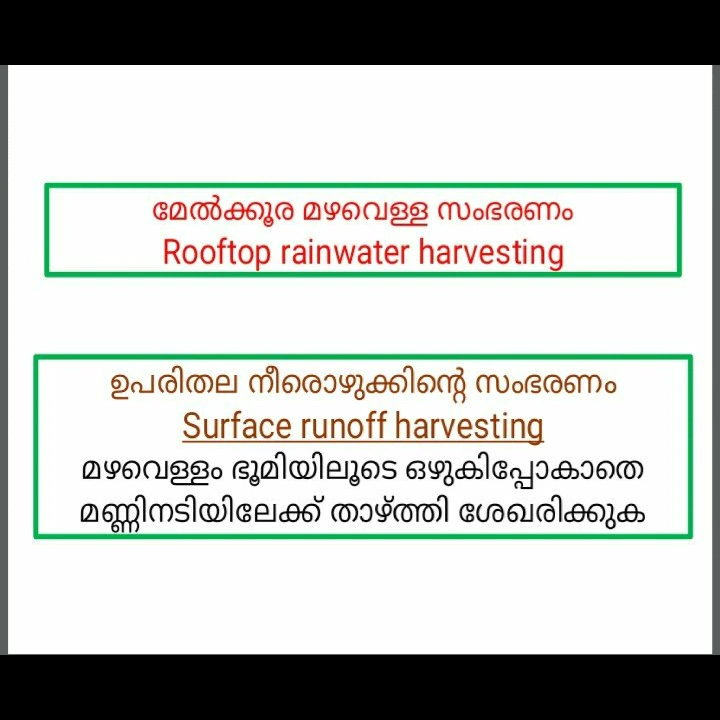 മേൽക്കൂര മഴവെള്ള സംഭരണം
Rooftop rainwater harvesting
ഉപരിതല നീരൊഴുക്കിന്റെ സംഭരണം
Surface runoff harvesting
മഴവെള്ളം ഭൂമിയിലൂടെ ഒഴുകിപ്പോകാതെ
മണ്ണിനടിയിലേക്ക് താഴ്ത്തി ശേഖരിക്കുക